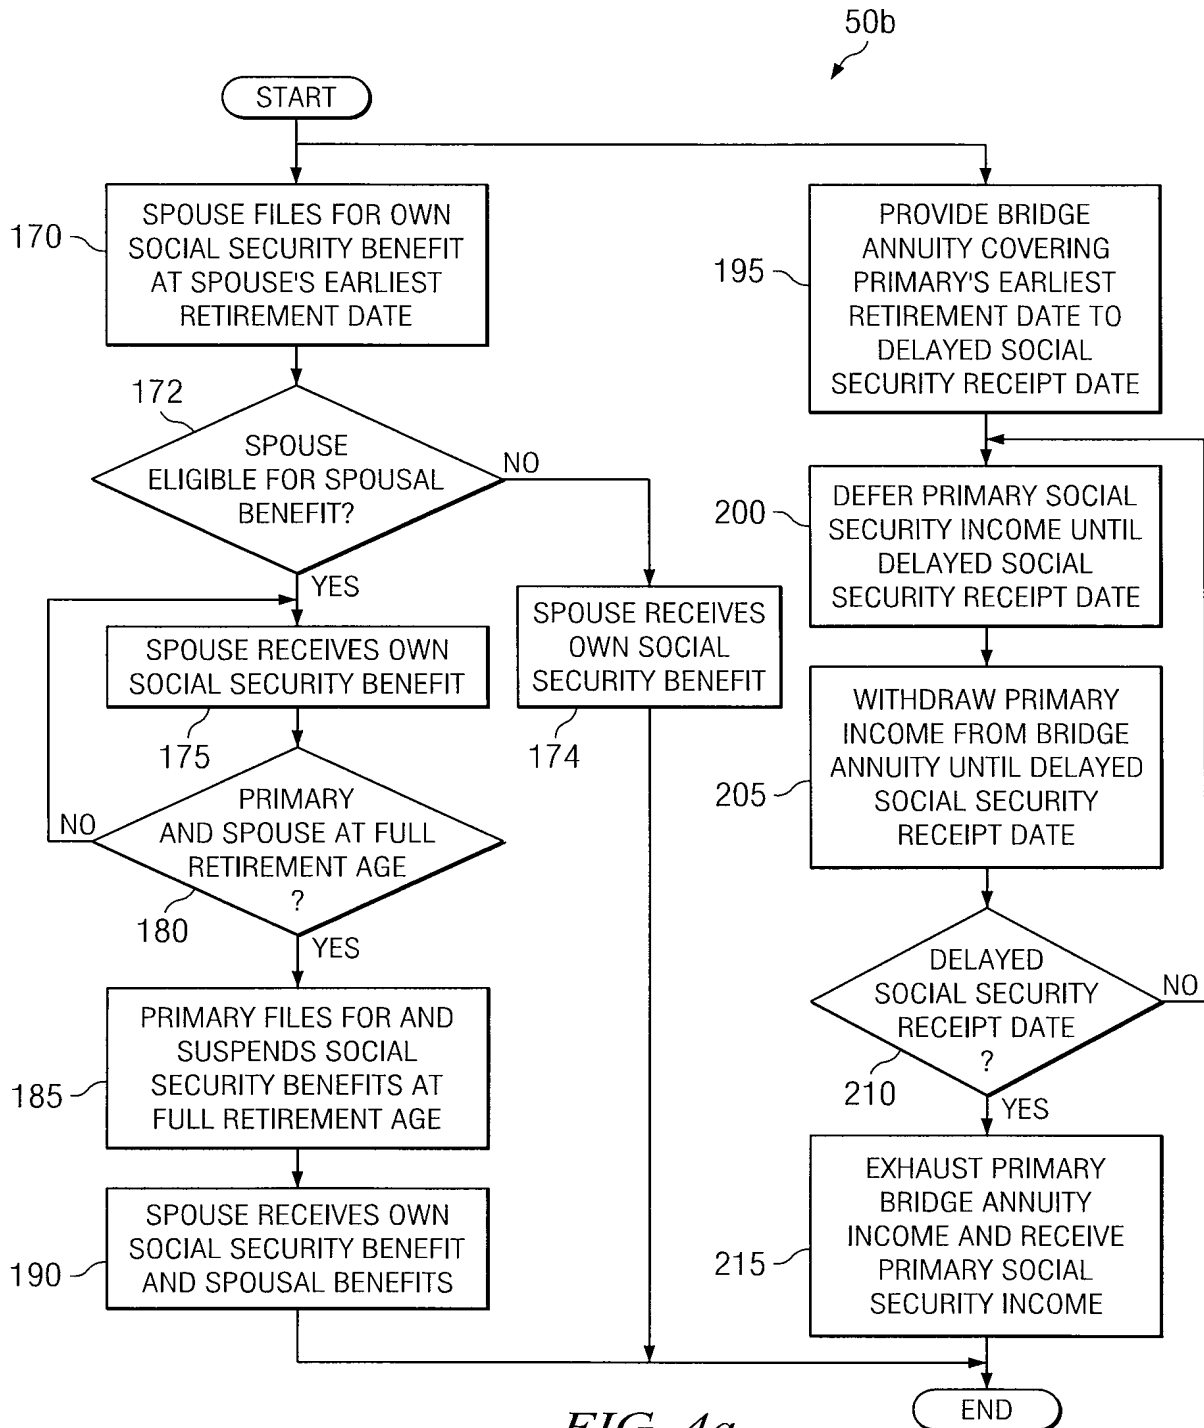 50b
START
170
SPOUSE FILES FOR OWN
SOCIAL SECURITY BENEFIT
AT SPOUSE'S EARLIEST
RETIREMENT DATE
172
SPOUSE
ELIGIBLE FOR SPOUSAL
BENEFIT?
NO
YES
SPOUSE RECEIVES OWN
SOCIAL SECURITY BENEFIT
175
SPOUSE RECEIVES
OWN SOCIAL
SECURITY BENEFIT
174
PRIMARY
AND SPOUSE AT FULL
RETIREMENT AGE
?
NO
180
YES
185
PRIMARY FILES FOR AND
SUSPENDS SOCIAL
SECURITY BENEFITS AT
FULL RETIREMENT AGE
190
SPOUSE RECEIVES OWN
SOCIAL SECURITY BENEFIT
AND SPOUSAL BENEFITS
195
PROVIDE BRIDGE
ANNUITY COVERING
PRIMARY'S EARLIEST
RETIREMENT DATE TO
DELAYED SOCIAL
SECURITY RECEIPT DATE
200
DEFER PRIMARY SOCIAL
SECURITY INCOME UNTIL
DELAYED SOCIAL
SECURITY RECEIPT DATE
205
WITHDRAW PRIMARY
INCOME FROM BRIDGE
ANNUITY UNTIL DELAYED
SOCIAL SECURITY
RECEIPT DATE
DELAYED
SOCIAL SECURITY
RECEIPT DATE
?
NO
210
YES
215
EXHAUST PRIMARY
BRIDGE ANNUITY
INCOME AND RECEIVE
PRIMARY SOCIAL
SECURITY INCOME
END
FIG. 4a